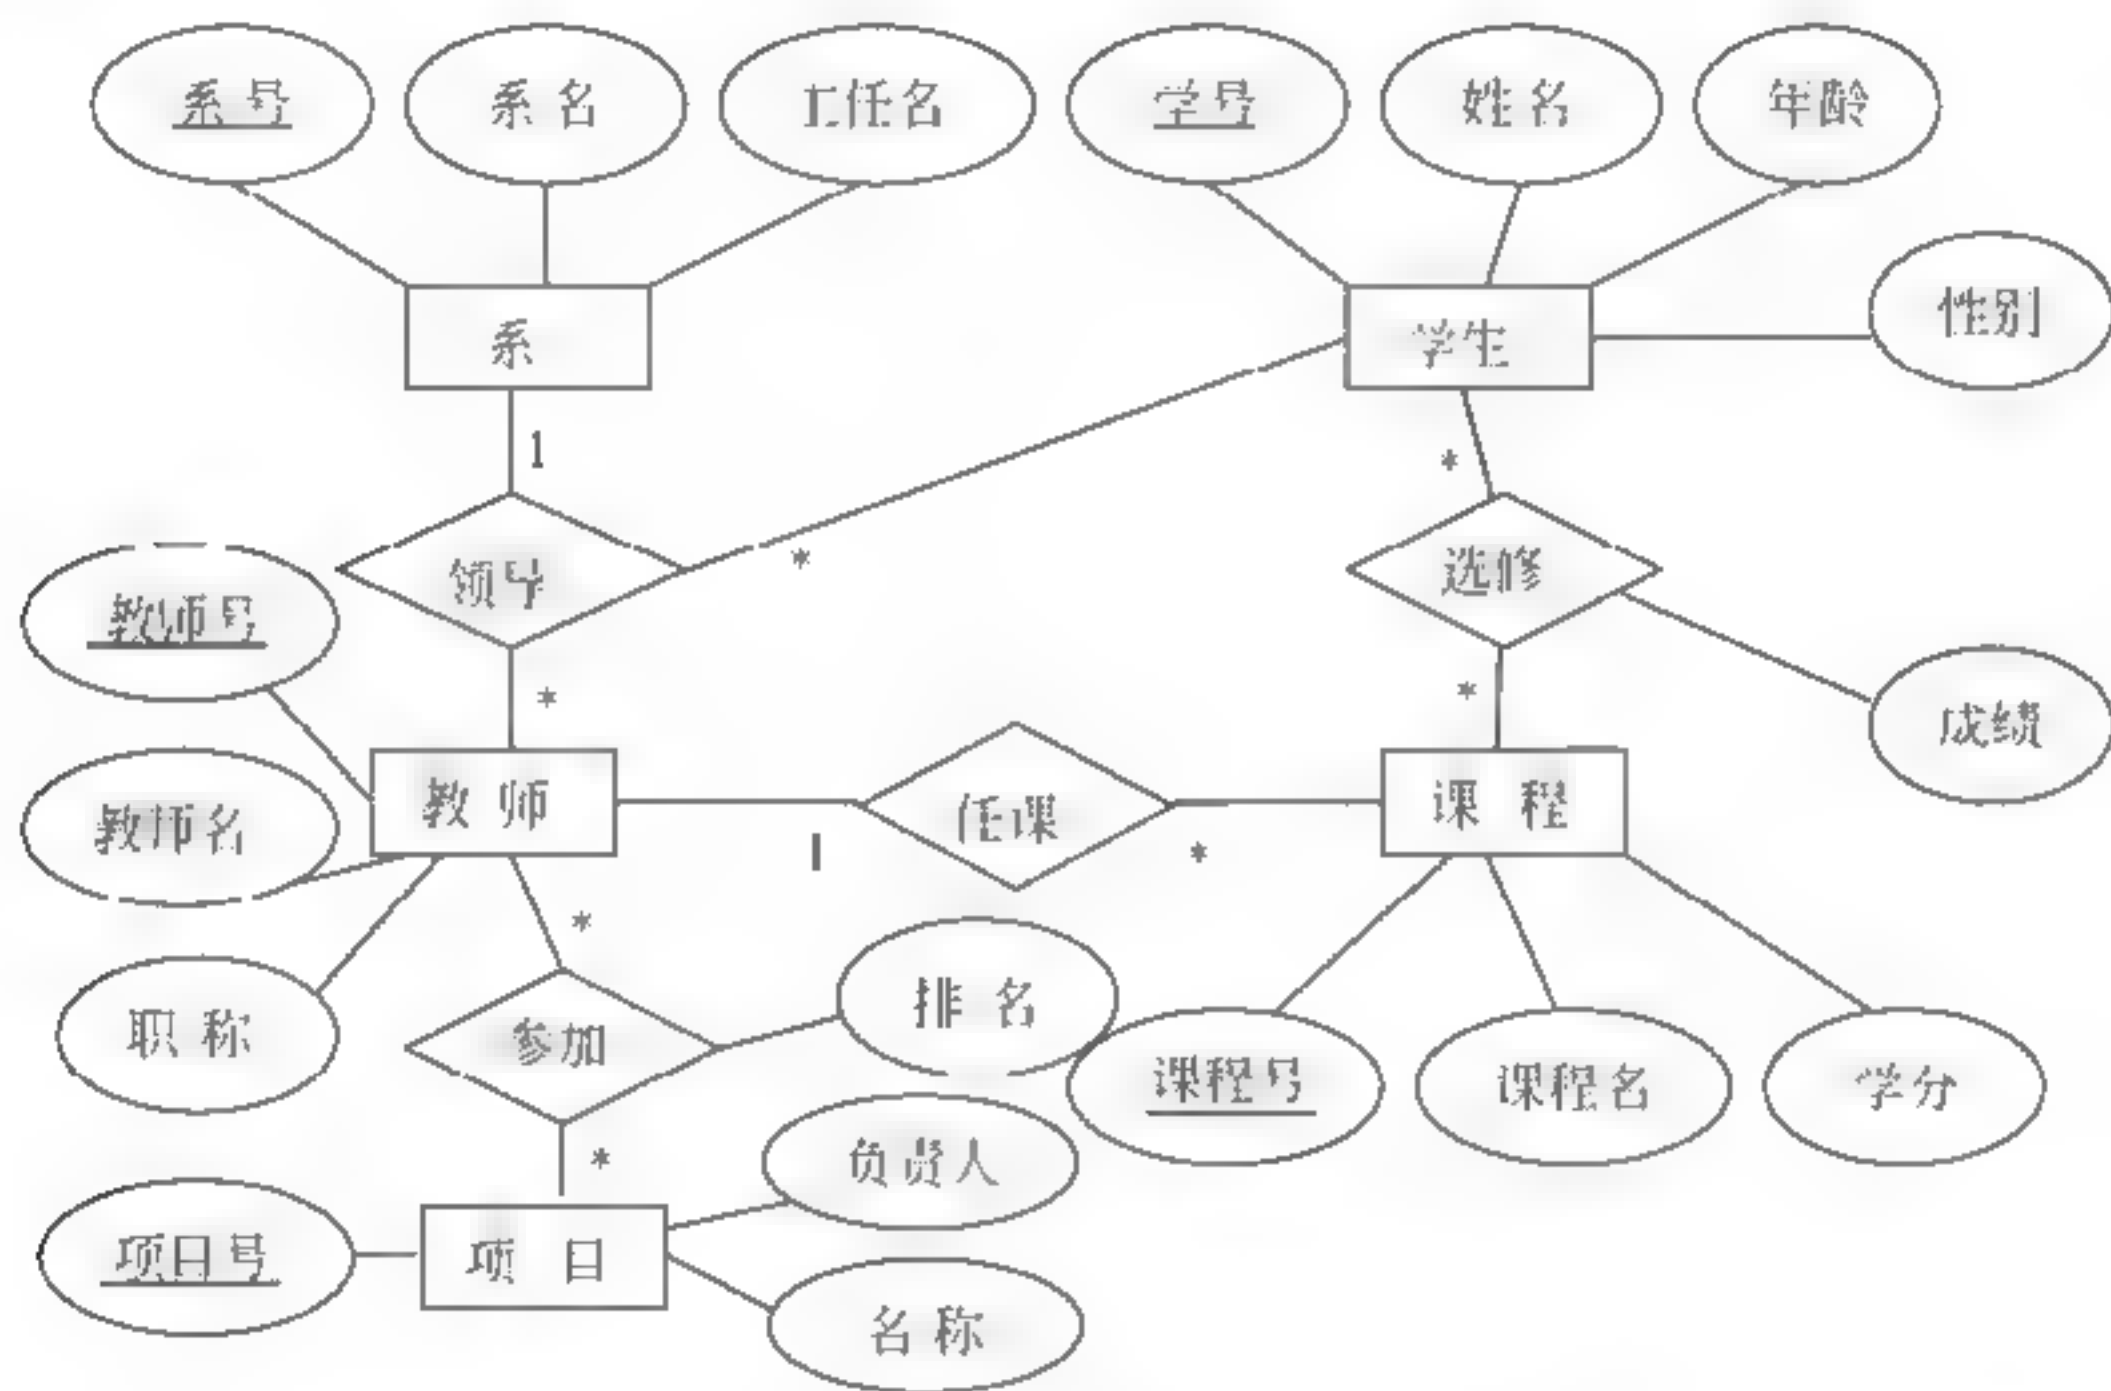 系号
系名
主任名
学号
姓名
年龄
性别
系
学生
1
*
*
领导
选修
*
*
教师号
成绩
教师名
教 师
1
任课
*
课 程
*
职 称
参加
排 名
*
课程号
课程名
学分
负责人
项目号
项 目
名 称